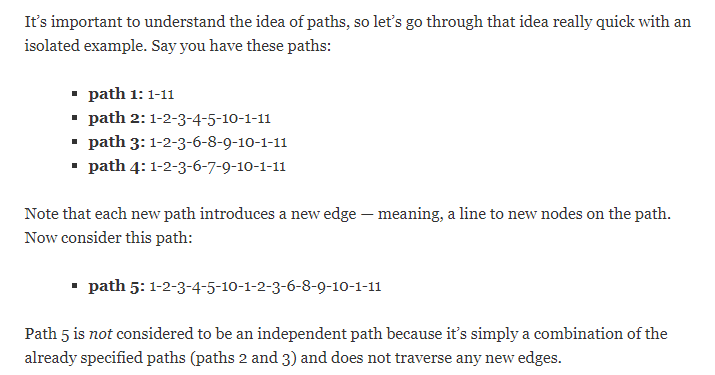 It’s important to understand the idea of paths, so let’s go through that idea really quick with an
isolated example. Say you have these paths:
▪ path 1: 1-11
▪ path 2: 1-2-3-4-5-10-1-11
▪ path 3: 1-2-3-6-8-9-10-1-11
▪ path 4: 1-2-3-6-7-9-10-1-11
Note that each new path introduces a new edge — meaning, a line to new nodes on the path.
Now consider this path:
▪ path 5: 1-2-3-4-5-10-1-2-3-6-8-9-10-1-11
Path 5 is not considered to be an independent path because it’s simply a combination of the
already specified paths (paths 2 and 3) and does not traverse any new edges.